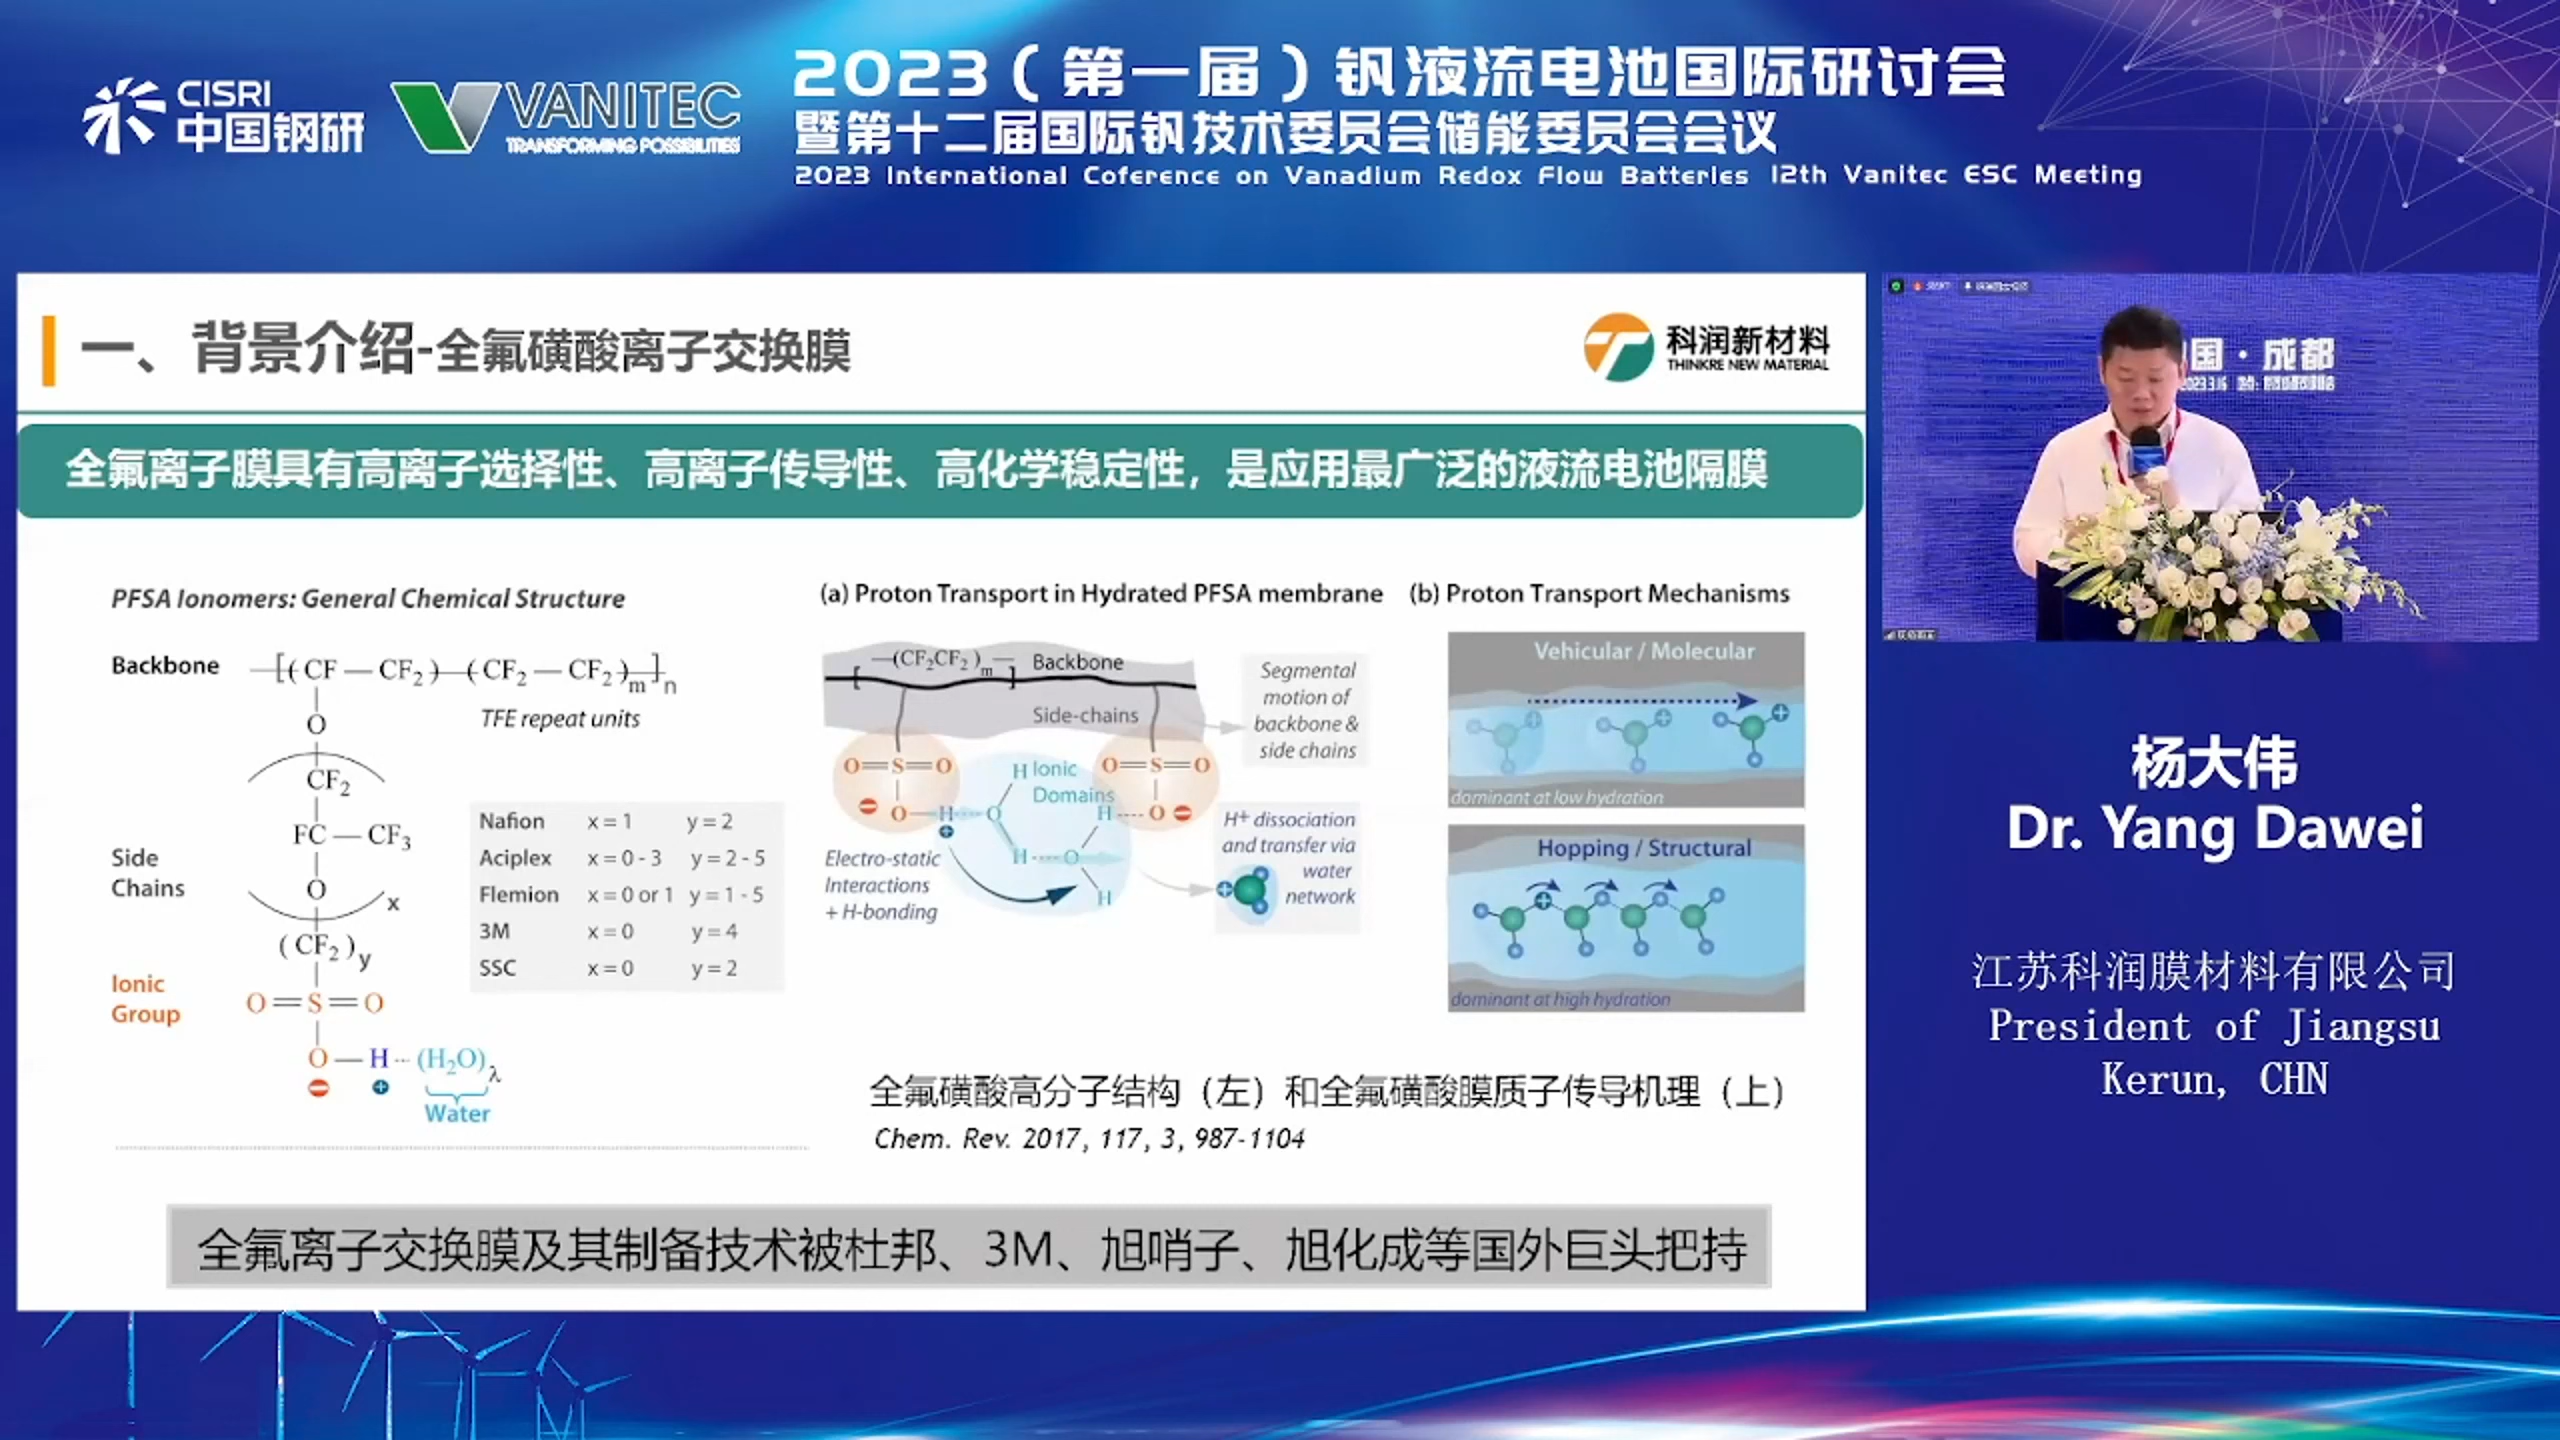 CISRI
中国钢研
VANITEC
TRANSFORMING POSSIBILITIES
2023（第一届）钒液流电池国际研讨会
暨第十二届国际钒技术委员会储能委员会会议
2023 International Coference on Vanadium Redox Flow Batteries 12th Vanitec ESC Meeting
一、背景介绍-全氟磺酸离子交换膜
科润新材料
THINKRE NEW MATERIAL
全氟离子膜具有高离子选择性、高离子传导性、高化学稳定性，是应用最广泛的液流电池隔膜
PFSA Ionomers: General Chemical Structure
Backbone
[(CF — CF₂)—(CF₂ — CF₂)m]n
TFE repeat units
O
CF₂
FC — CF₃
O
x
Side
Chains
(CF₂)y
Ionic
Group
O=S=O
O — H -- (H₂O)λ
Water
Nafion x = 1 y = 2
Aciplex x = 0 - 3 y = 2 - 5
Flemion x = 0 or 1 y = 1 - 5
3M x = 0 y = 4
SSC x = 0 y = 2
(a) Proton Transport in Hydrated PFSA membrane
—(CF₂CF₂)m— Backbone
Side-chains
Segmental
motion of
backbone &
side chains
O=S=O
H Ionic
Domains
O=S=O
O — H --- O
H ---- O
H ---- O
H
Electro-static
Interactions
+ H-bonding
H+ dissociation
and transfer via
water
network
(b) Proton Transport Mechanisms
Vehicular / Molecular
dominant at low hydration
Hopping / Structural
dominant at high hydration
全氟磺酸高分子结构（左）和全氟磺酸膜质子传导机理（上）
Chem. Rev. 2017, 117, 3, 987-1104
全氟离子交换膜及其制备技术被杜邦、3M、旭哨子、旭化成等国外巨头把持
国 · 成都
杨大伟
Dr. Yang Dawei
江苏科润膜材料有限公司
President of Jiangsu
Kerun, CHN